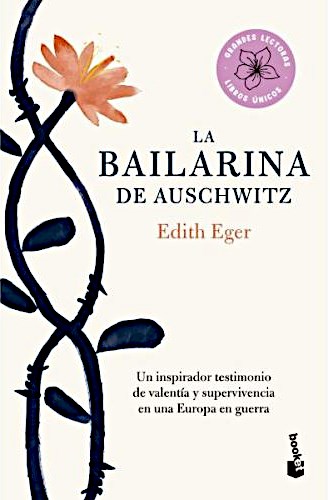 GRANDES LECTORAS
LIBROS ÚNICOS
LA
BAILARINA
DE AUSCHWITZ
Edith Eger
Un inspirador testimonio
de valentía y supervivencia
en una Europa en guerra
booket